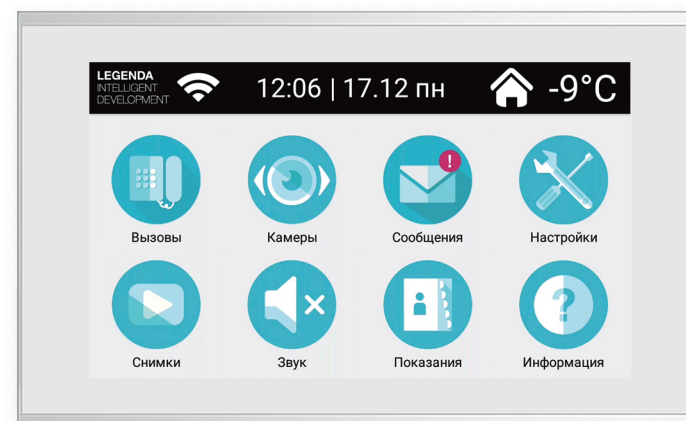 LEGENDA
INTELLIGENT
DEVELOPMENT
12:06 | 17.12 пн
-9°C
!
Вызовы
Камеры
Сообщения
Настройки
?
Снимки
Звук
Показания
Информация